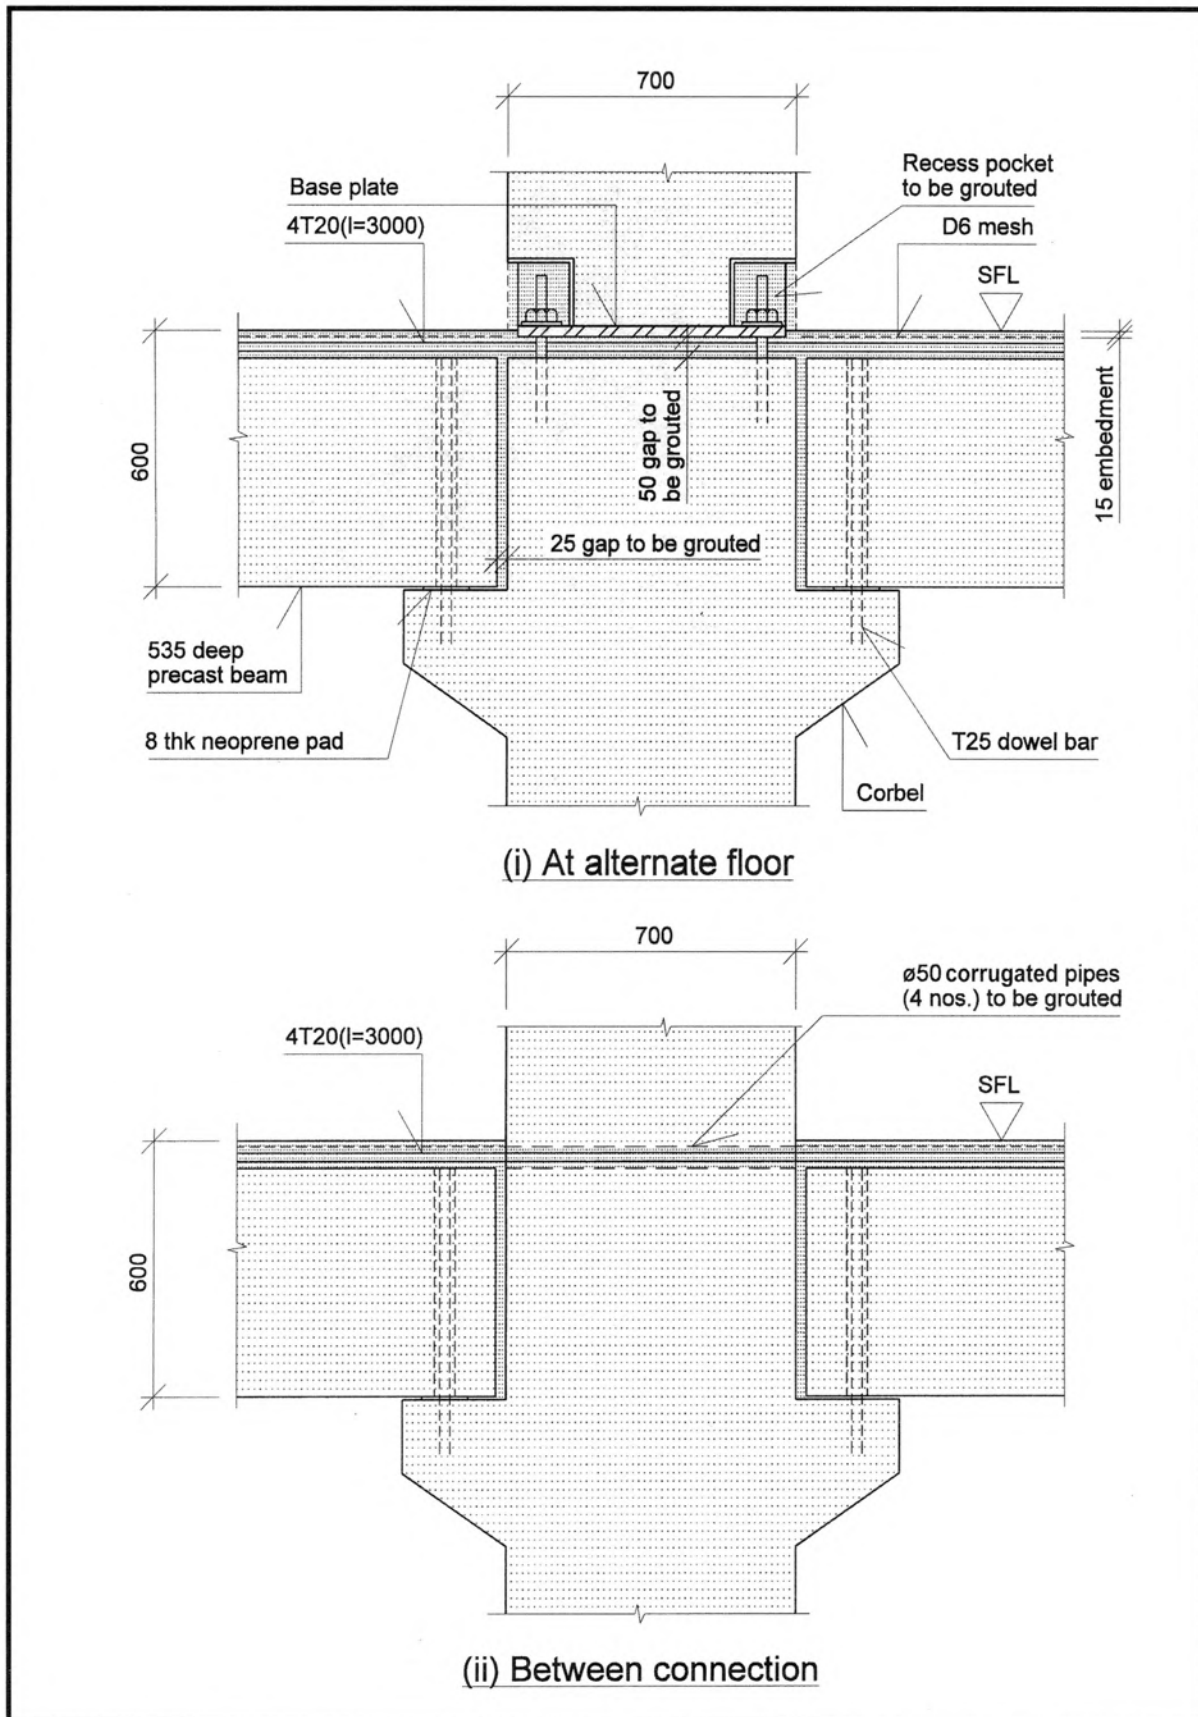 700
Base plate
4T20(l=3000)
Recess pocket
to be grouted
D6 mesh
SFL
600
50 gap to
be grouted
15 embedment
25 gap to be grouted
535 deep
precast beam
8 thk neoprene pad
T25 dowel bar
Corbel
(i) At alternate floor
700
ø50 corrugated pipes
(4 nos.) to be grouted
4T20(l=3000)
SFL
600
(ii) Between connection